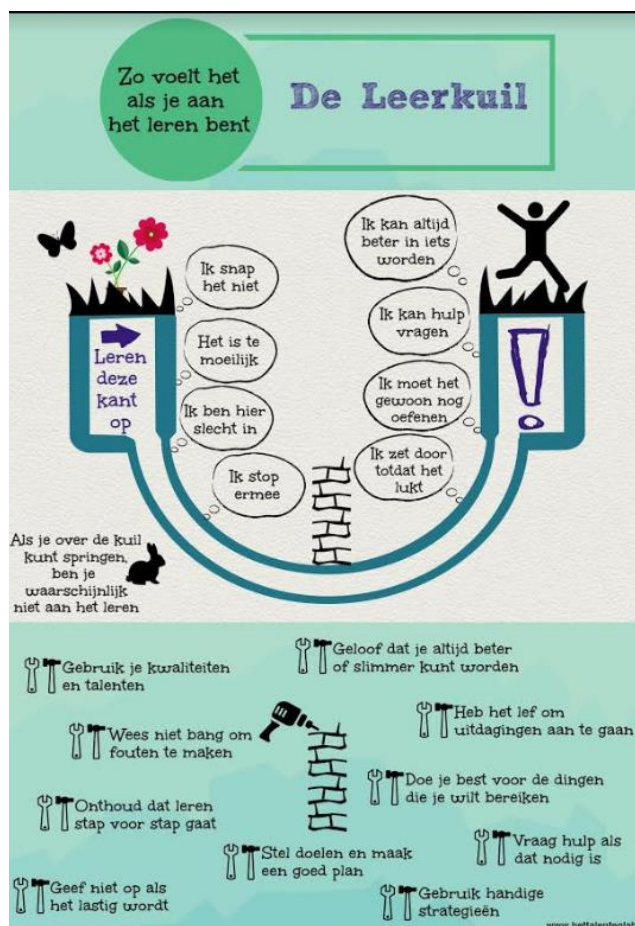 Zo voelt het
als je aan
het leren bent
De Leerkuil
Ik snap
het niet
Het is te
moeilijk
Ik ben hier
slecht in
Ik stop
ermee
Ik kan altijd
beter in iets
worden
Ik kan hulp
vragen
Ik moet het
gewoon nog
oefenen
Ik zet door
totdat het
lukt
Leren
deze
kant
op
!
Als je over de kuil
kunt springen,
ben je
waarschijnlijk
niet aan het leren
Geloof dat je altijd beter
of slimmer kunt worden
Gebruik je kwaliteiten
en talenten
Heb het lef om
uitdagingen aan te gaan
Wees niet bang om
fouten te maken
Doe je best voor de dingen
die je wilt bereiken
Onthoud dat leren
stap voor stap gaat
Vraag hulp als
dat nodig is
Stel doelen en maak
een goed plan
Geef niet op als
het lastig wordt
Gebruik handige
strategieën